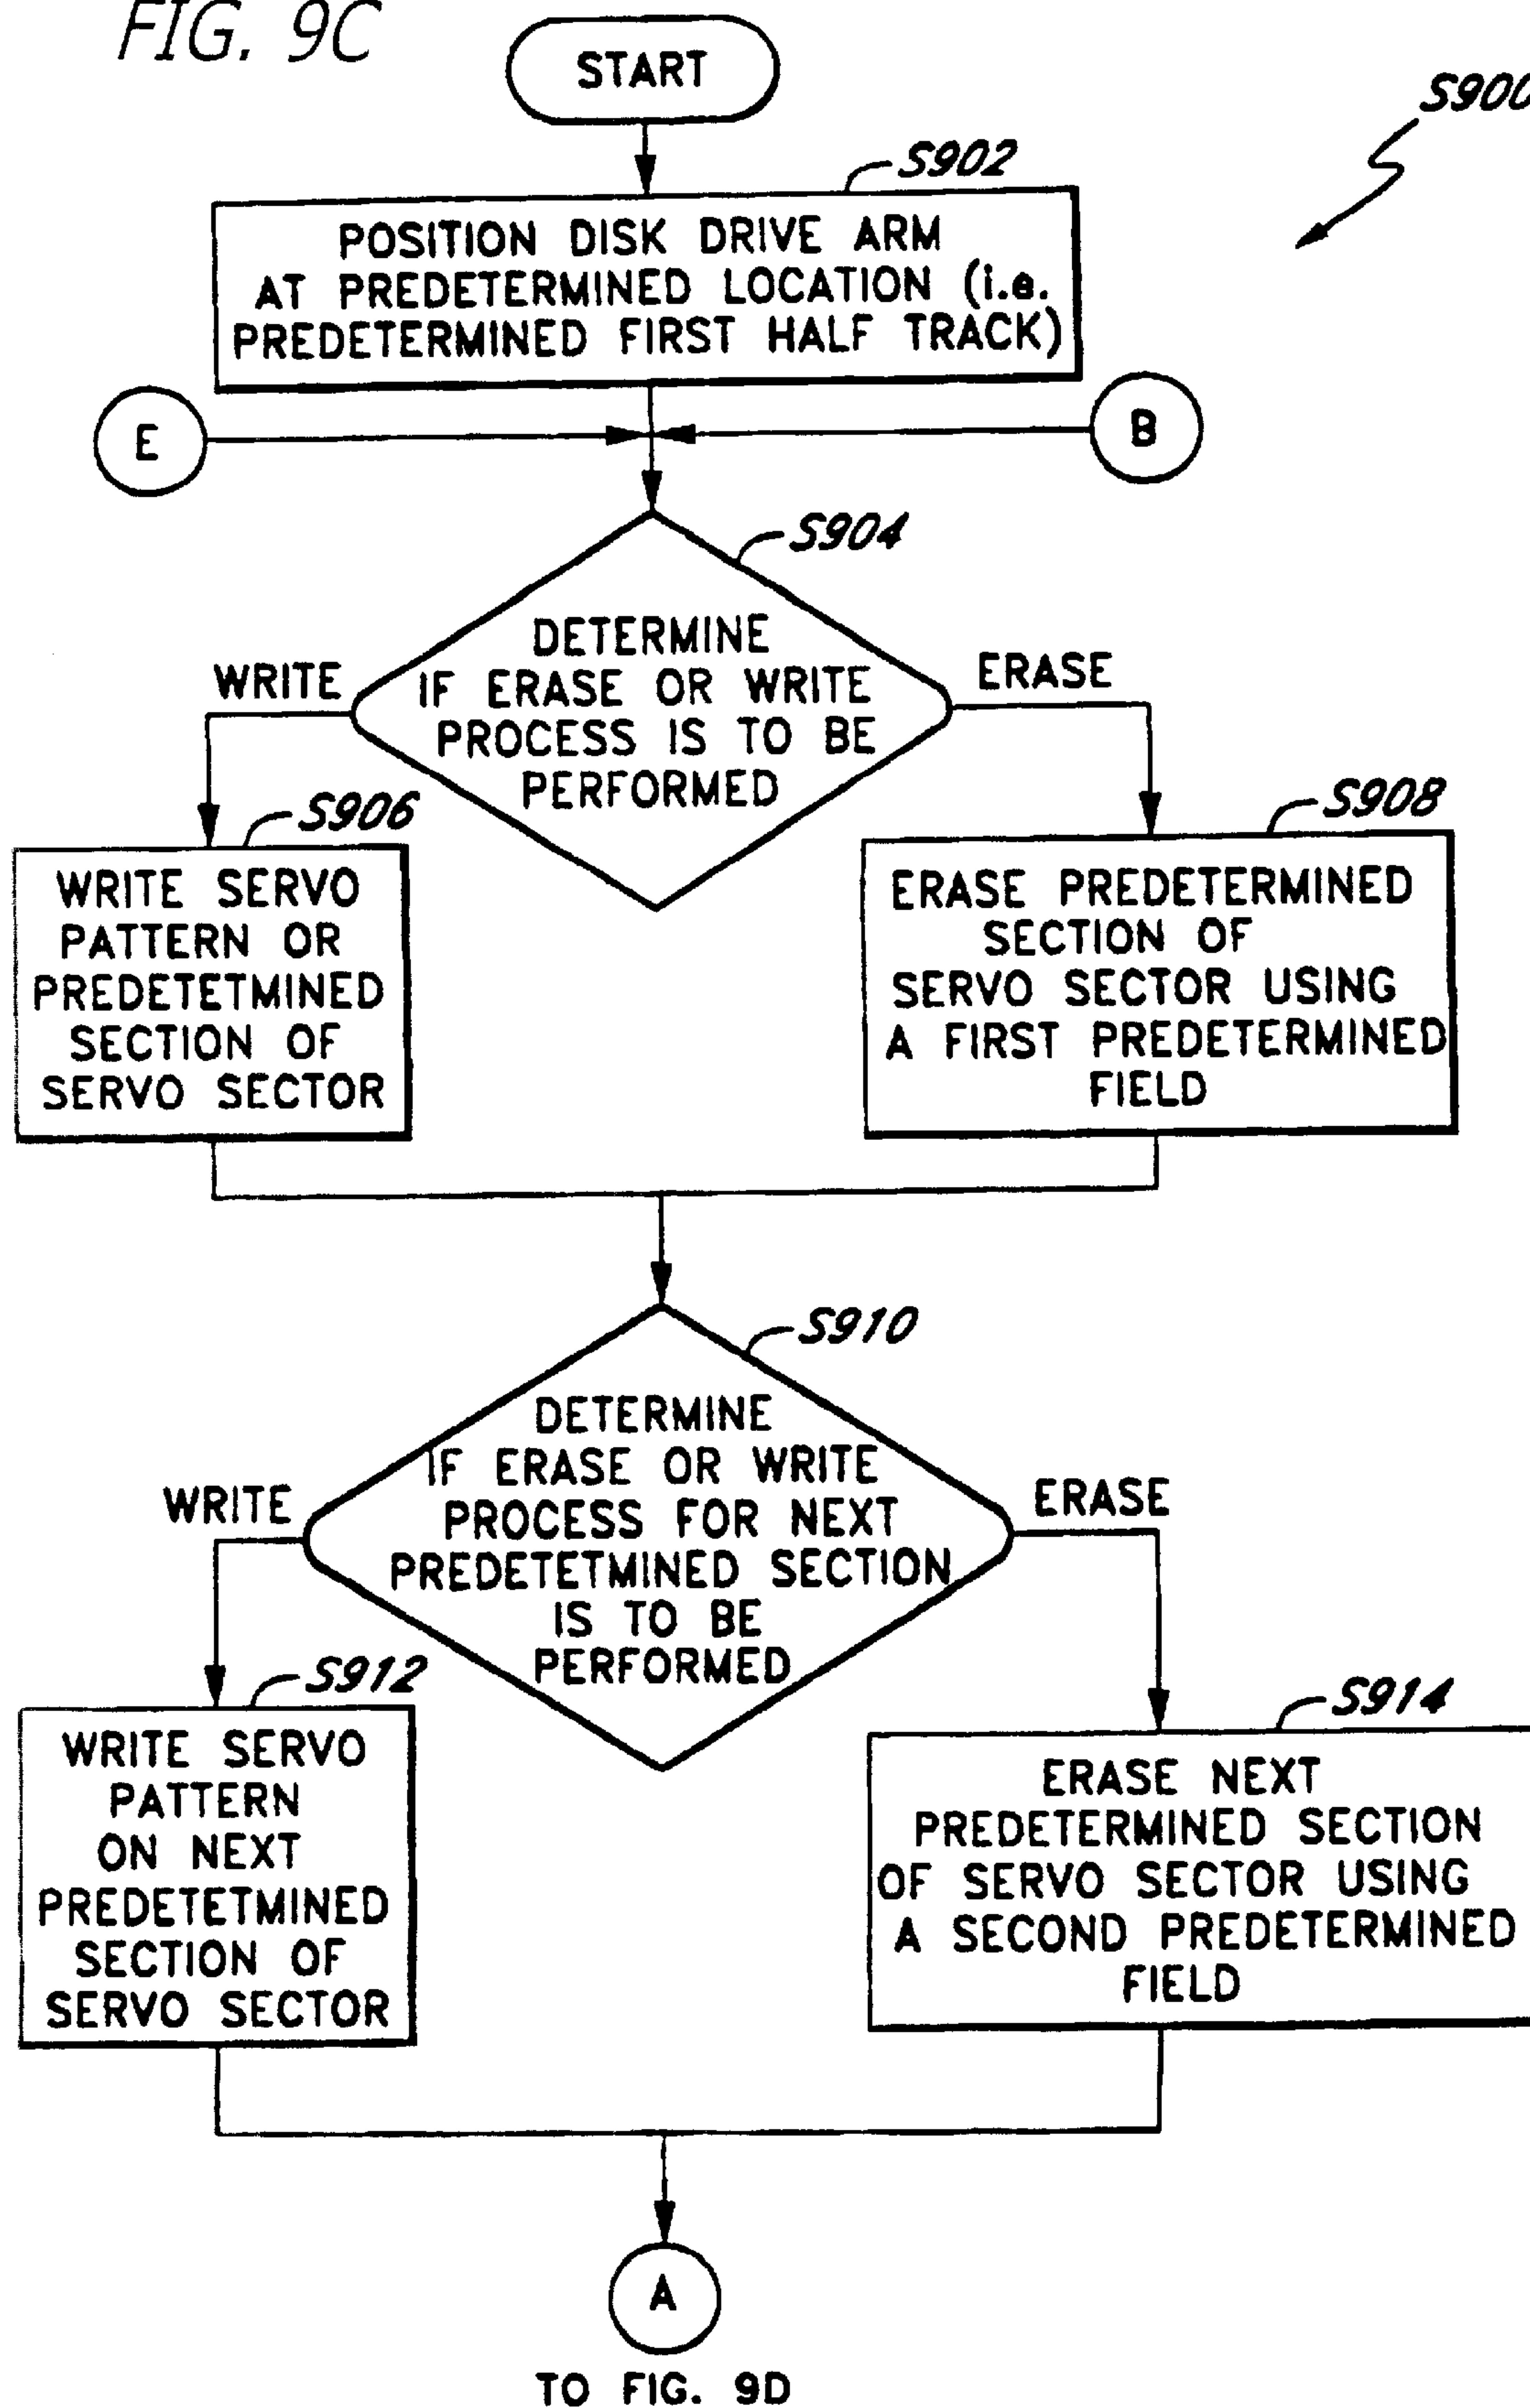 FIG. 9C
START
S900
S902
POSITION DISK DRIVE ARM
AT PREDETERMINED LOCATION (i.e.
PREDETERMINED FIRST HALF TRACK)
E
B
S904
DETERMINE
IF ERASE OR WRITE
PROCESS IS TO BE
PERFORMED
WRITE
ERASE
S906
WRITE SERVO
PATTERN OR
PREDETETMINED
SECTION OF
SERVO SECTOR
S908
ERASE PREDETERMINED
SECTION OF
SERVO SECTOR USING
A FIRST PREDETERMINED
FIELD
S910
DETERMINE
IF ERASE OR WRITE
PROCESS FOR NEXT
PREDETETMINED SECTION
IS TO BE
PERFORMED
WRITE
ERASE
S912
WRITE SERVO
PATTERN
ON NEXT
PREDETETMINED
SECTION OF
SERVO SECTOR
S914
ERASE NEXT
PREDETERMINED SECTION
OF SERVO SECTOR USING
A SECOND PREDETERMINED
FIELD
A
TO FIG. 9D